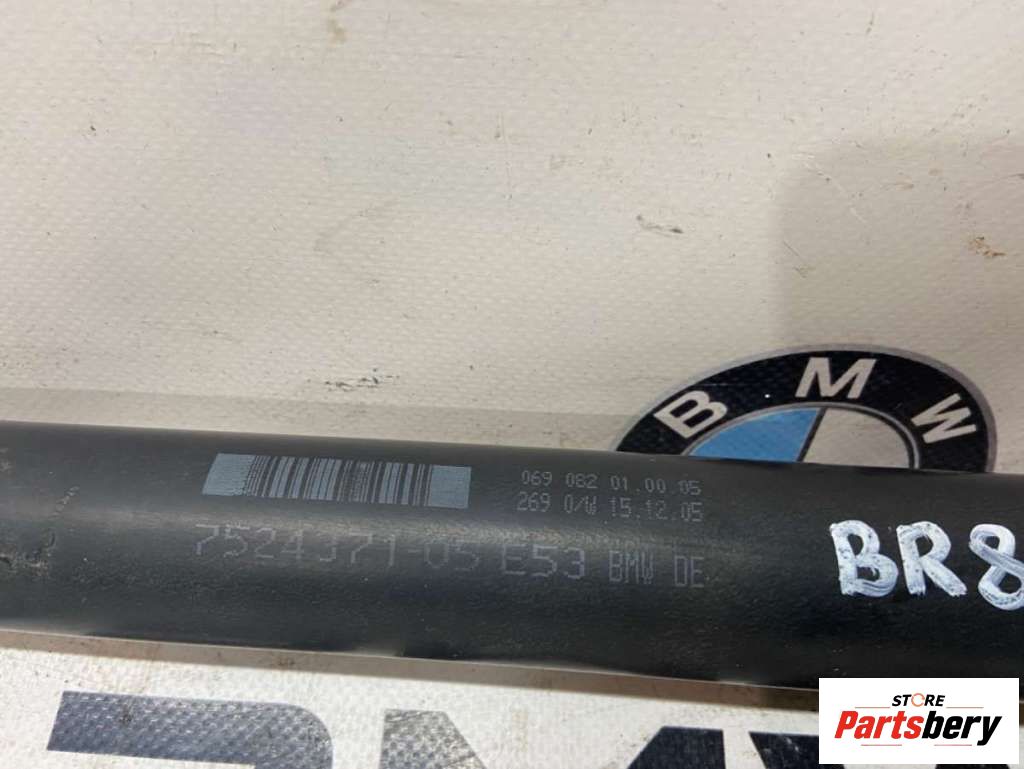 BMW
069 082 01.00.05
269 0/W 15.12.05
7524371-05 E53 BMW DE
BR8
STORE
Partsbery